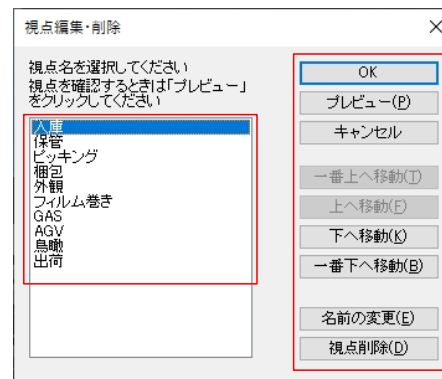 視点編集・削除
視点名を選択してください
視点を確認するときは「プレビュー」
をクリックしてください
入庫
保管
ピッキング
梱包
外観
フィルム巻き
GAS
AGV
鳥瞰
出荷
OK
プレビュー(P)
キャンセル
一番上へ移動(T)
上へ移動(F)
下へ移動(K)
一番下へ移動(B)
名前の変更(E)
視点削除(D)